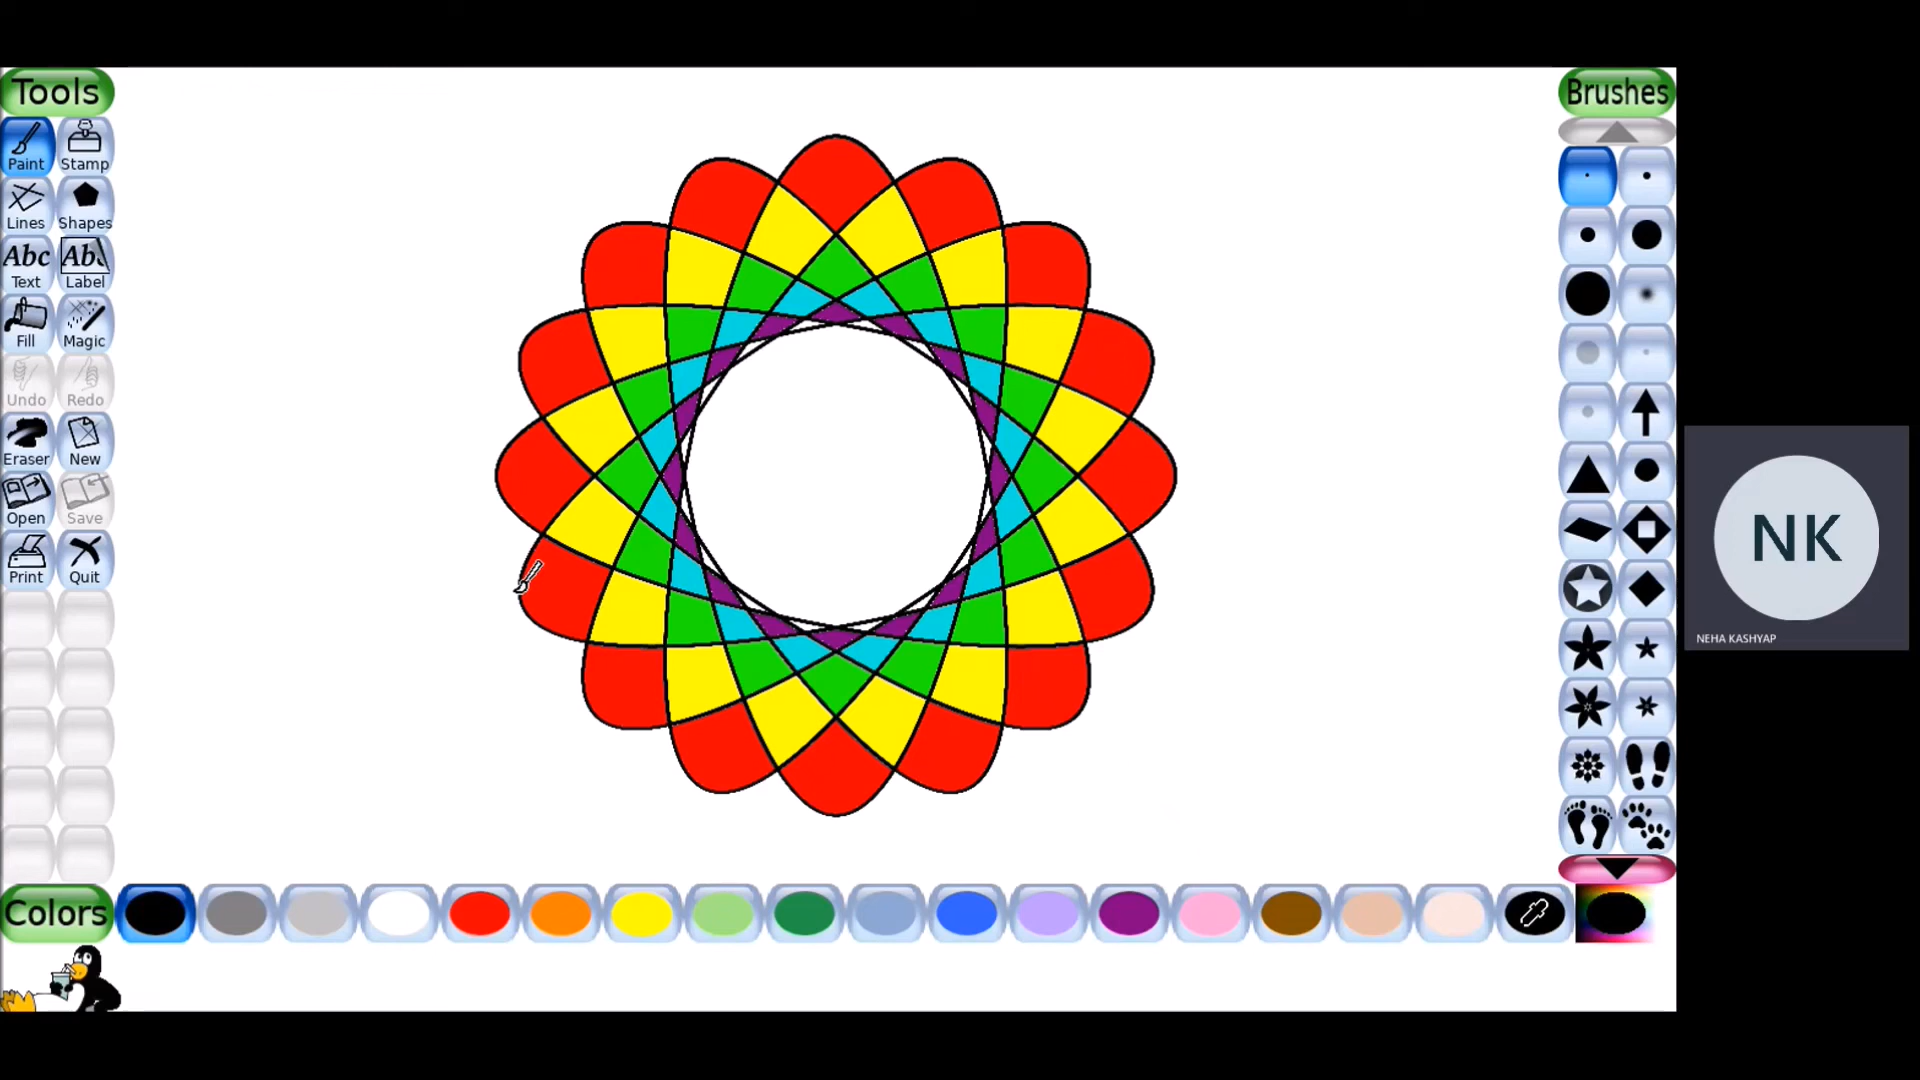 Tools
Brushes
Paint Stamp
Lines Shapes
Abc Abc
Text Label
Fill Magic
Undo Redo
Eraser New
Open Save
Print Quit
NK
NEHA KASHYAP
Colors